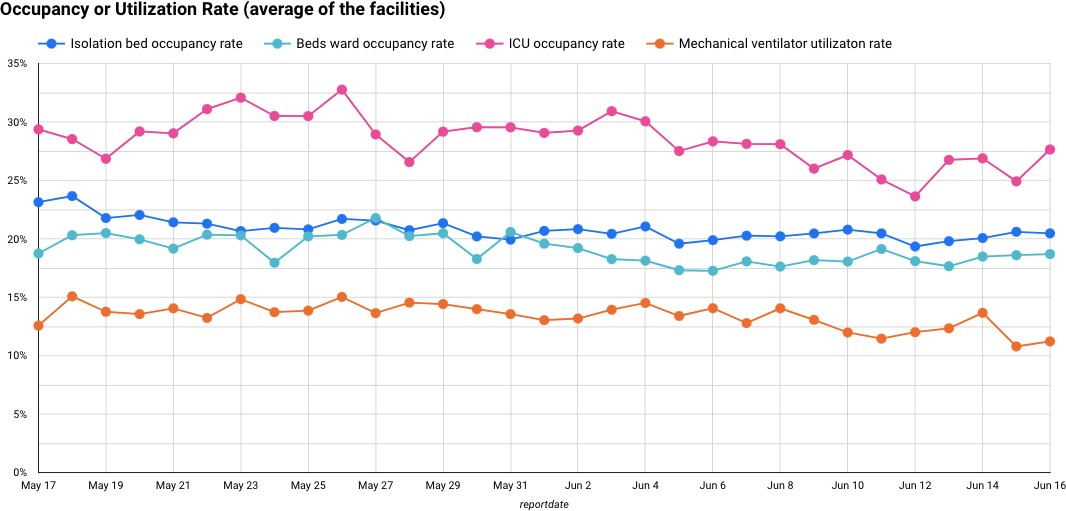 Occupancy or Utilization Rate (average of the facilities)
Isolation bed occupancy rate Beds ward occupancy rate ICU occupancy rate Mechanical ventilator utilizaton rate
35%
30%
25%
20%
15%
10%
5%
0%
May 17 May 19 May 21 May 23 May 25 May 27 May 29 May 31 Jun 2 Jun 4 Jun 6 Jun 8 Jun 10 Jun 12 Jun 14 Jun 16
reportdate